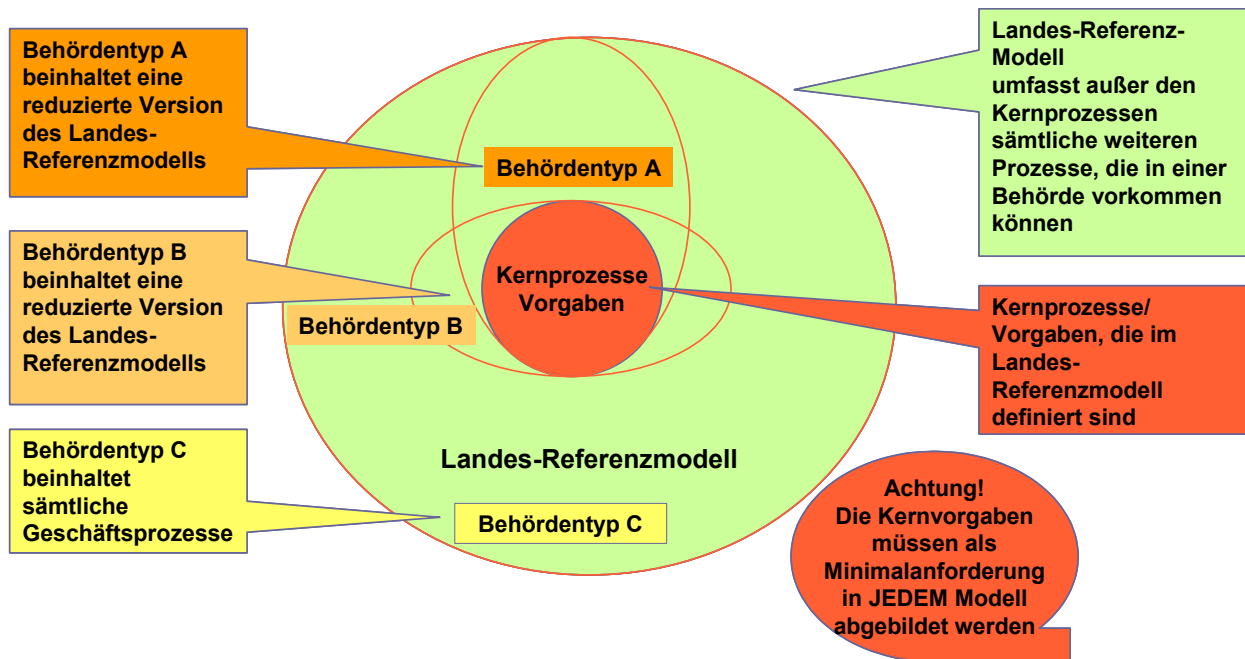 Behördentyp A
beinhaltet eine
reduzierte Version
des Landes-
Referenzmodells
Behördentyp B
beinhaltet eine
reduzierte Version
des Landes-
Referenzmodells
Behördentyp C
beinhaltet
sämtliche
Geschäftsprozesse
Behördentyp A
Kernprozesse
Vorgaben
Behördentyp B
Landes-Referenzmodell
Behördentyp C
Landes-Referenz-
Modell
umfasst außer den
Kernprozessen
sämtliche weiteren
Prozesse, die in einer
Behörde vorkommen
können
Kernprozesse/
Vorgaben, die im
Landes-
Referenzmodell
definiert sind
Achtung!
Die Kernvorgaben
müssen als
Minimalanforderung
in JEDEM Modell
abgebildet werden